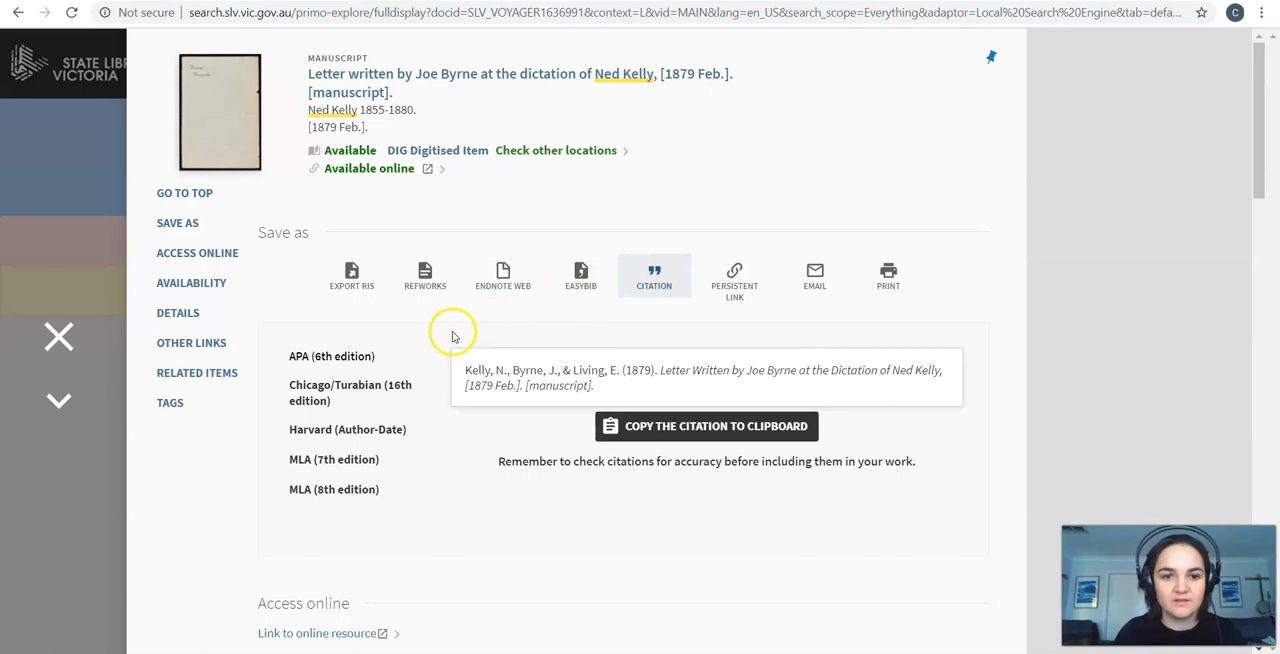 Not secure | search.slv.vic.gov.au/primo-explore/fulldisplay?docid=SLV_VOYAGER1636991&context=L&vid=MAIN&lang=en_US&search_scope=Everything&adaptor=Local%20Search%20Engine&tab=defa...
C
STATE LIBR
VICTORIA
MANUSCRIPT
Letter written by Joe Byrne at the dictation of Ned Kelly, [1879 Feb.].
[manuscript].
Ned Kelly 1855-1880.
[1879 Feb.].
Available DIG Digitised Item Check other locations
Available online
GO TO TOP
SAVE AS
ACCESS ONLINE
AVAILABILITY
DETAILS
OTHER LINKS
RELATED ITEMS
TAGS
Save as
EXPORT RIS
REFWORKS
ENDNOTE WEB
EASYBIB
CITATION
PERSISTENT
LINK
EMAIL
PRINT
APA (6th edition)
Chicago/Turabian (16th
edition)
Harvard (Author-Date)
MLA (7th edition)
MLA (8th edition)
Kelly, N., Byrne, J., & Living, E. (1879). Letter Written by Joe Byrne at the Dictation of Ned Kelly,
[1879 Feb.]. [manuscript].
COPY THE CITATION TO CLIPBOARD
Remember to check citations for accuracy before including them in your work.
Access online
Link to online resource